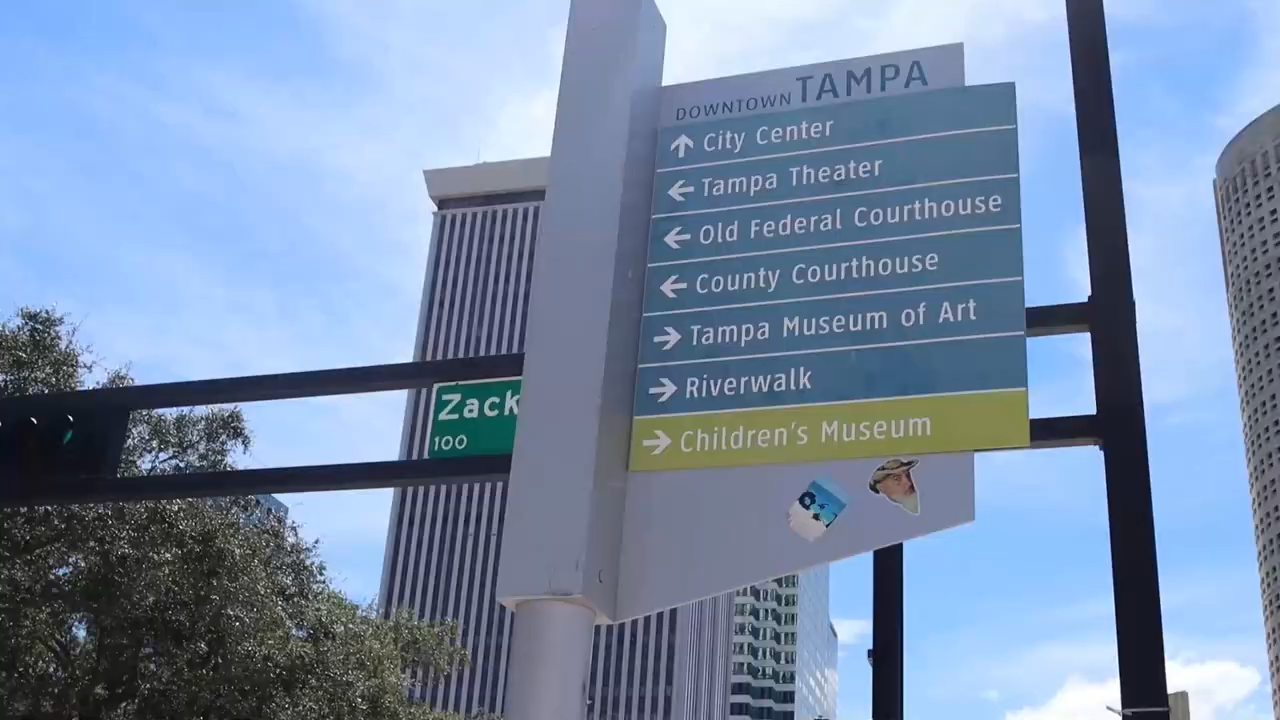 DOWNTOWN TAMPA
City Center
Tampa Theater
Old Federal Courthouse
County Courthouse
Tampa Museum of Art
Riverwalk
Children's Museum
Zack
100